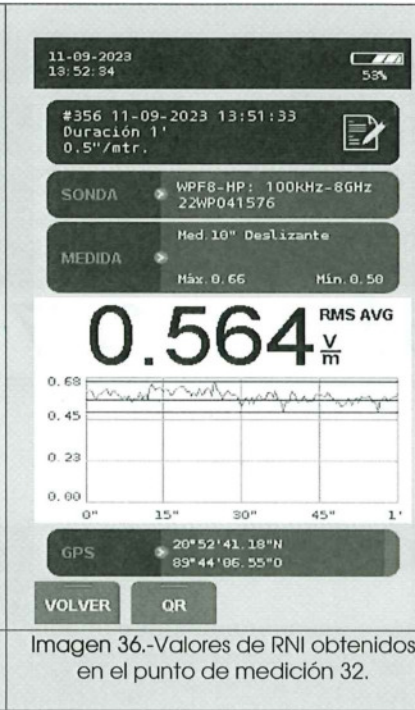 11-09-2023
13:52:34
53%
#356 11-09-2023 13:51:33
Duración 1'
0.5"/mtr.
SONDA
WPF8-HP: 100kHz-8GHz
22WP041576
MEDIDA
Med.10" Deslizante
Máx.0.66 Mín.0.50
0.564 RMS AVG
V/m
0.68
0.45
0.23
0.00
0" 15" 30" 45" 1'
GPS
20°52'41.18"N
89°44'06.55"O
VOLVER QR
Imagen 36.-Valores de RNI obtenidos
en el punto de medición 32.